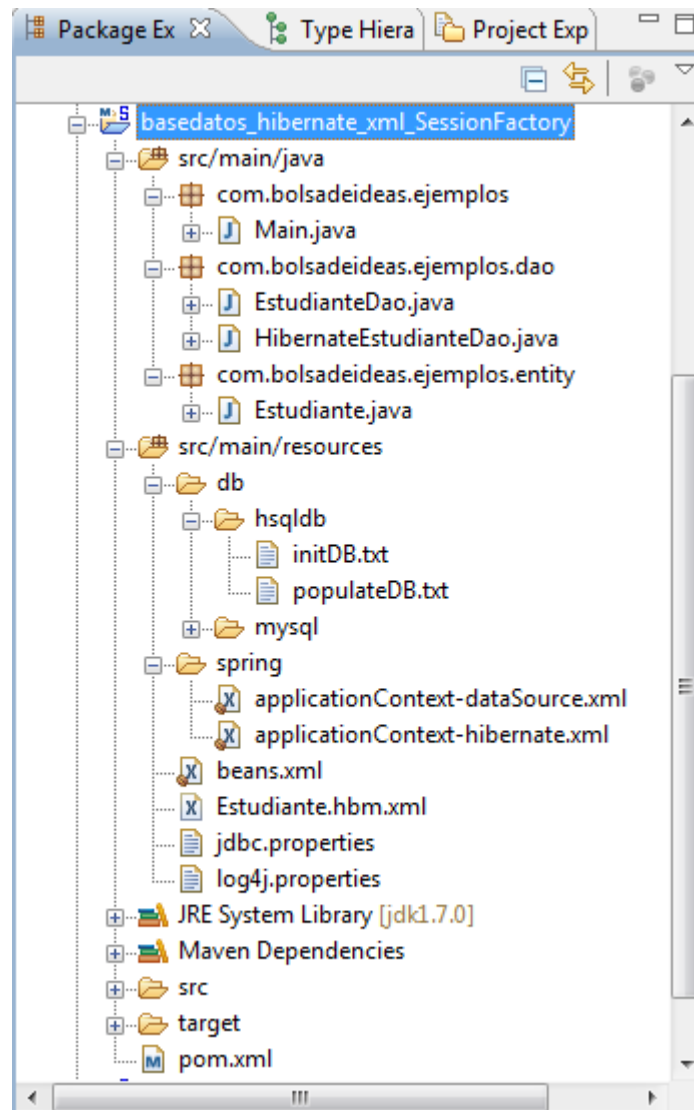 Package Ex Type Hiera Project Exp
basedatos_hibernate_xml_SessionFactory
src/main/java
com.bolsadeideas.ejemplos
Main.java
com.bolsadeideas.ejemplos.dao
EstudianteDao.java
HibernateEstudianteDao.java
com.bolsadeideas.ejemplos.entity
Estudiante.java
src/main/resources
db
hsqldb
initDB.txt
populateDB.txt
mysql
spring
applicationContext-dataSource.xml
applicationContext-hibernate.xml
beans.xml
Estudiante.hbm.xml
jdbc.properties
log4j.properties
JRE System Library [jdk1.7.0]
Maven Dependencies
src
target
pom.xml